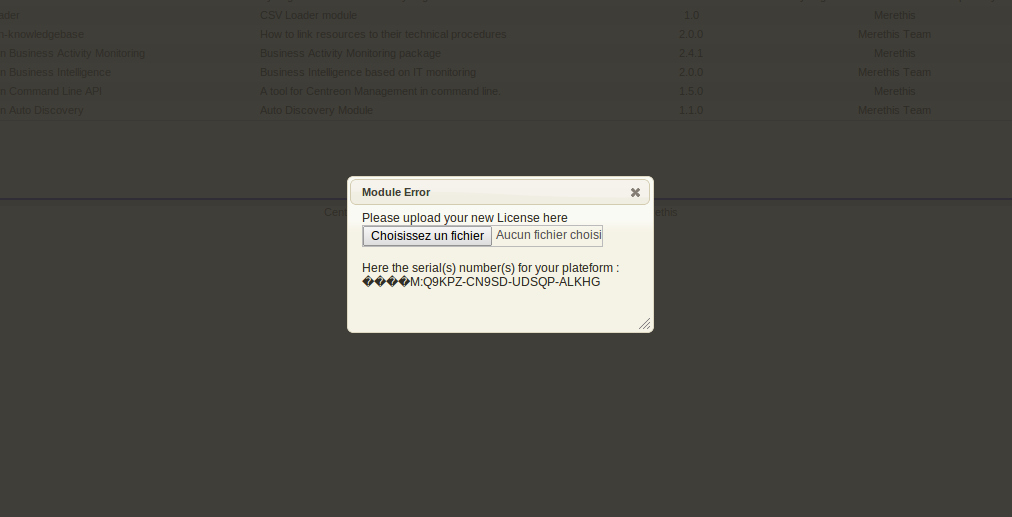 ader CSV Loader module 1.0 Merethis
n-knowledgebase How to link resources to their technical procedures. 2.0.0 Merethis Team
n Business Activity Monitoring Business Activity Monitoring package 2.4.1 Merethis
n Business Intelligence Business Intelligence based on IT monitoring 2.0.0 Merethis Team
n Command Line API A tool for Centreon Management in command line. 1.5.0 Merethis
n Auto Discovery Auto Discovery Module 1.1.0 Merethis Team
Module Error
Cent ethis
Please upload your new License here
Choisissez un fichier Aucun fichier choisi
Here the serial(s) number(s) for your plateform :
����M:Q9KPZ-CN9SD-UDSQP-ALKHG